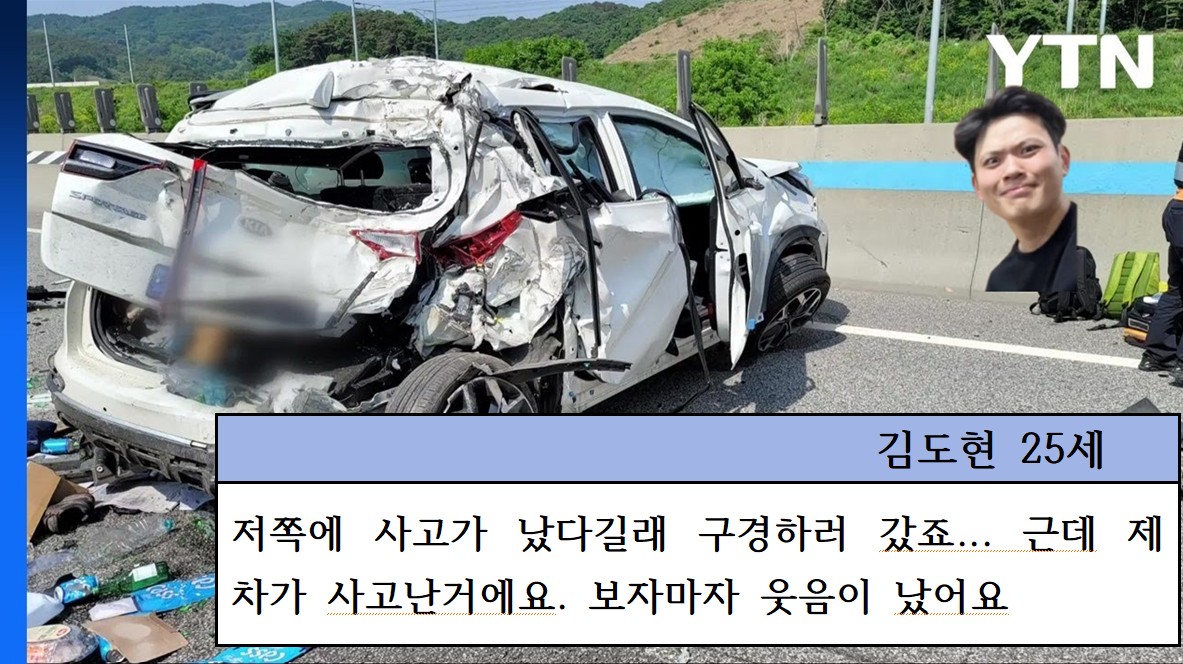 YTN
SPORTAGE
KIA
김도현 25세
저쪽에 사고가 났다길래 구경하러 갔죠... 근데 제
차가 사고난거에요. 보자마자 웃음이 났어요